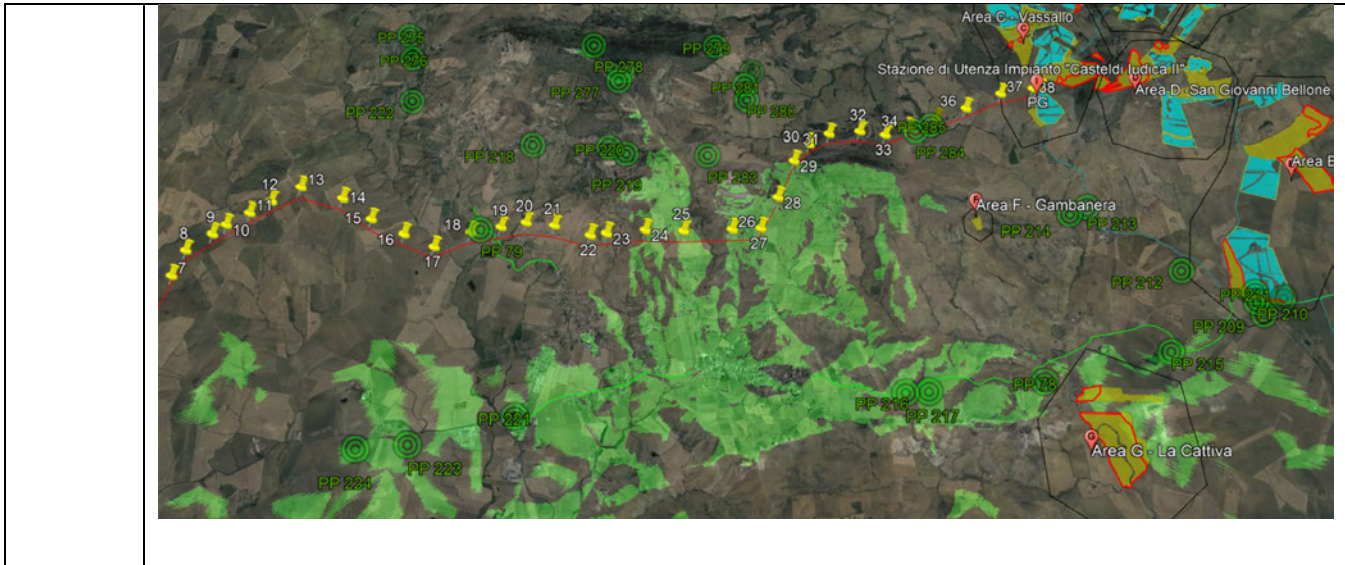 Area C - Vassallo
PP 226
PP 278
PP 279
PP 277
Stazione di Utenza Impianto "Casteldi Iudica II"
PP 222
PP 281
PP 286
Area D - San Giovanni Bellone
36
37
38
PG
30
31
32
34
33
PP 285
PP 284
PP 218
PP 220
PP 219
PP 283
29
Area E
12
13
14
28
Area F - Gambanera
PP 213
PP 214
9
10
11
15
16
18
19
20
21
25
26
8
17
PP 79
22
23
24
27
7
PP 212
PP 209
PP 210
PP 215
PP 78
PP 216
PP 217
PP 221
PP 223
PP 224
G
Area G - La Cattiva